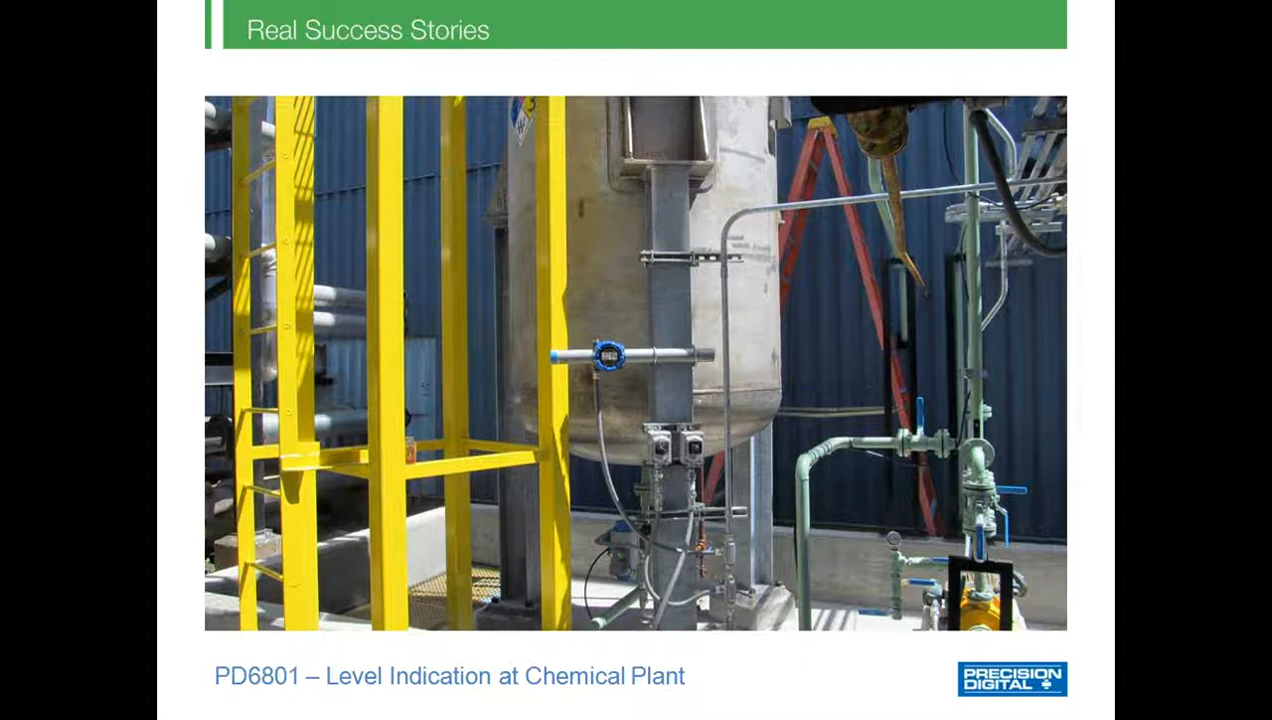 Real Success Stories
PD6801 – Level Indication at Chemical Plant
PRECISION
DIGITAL